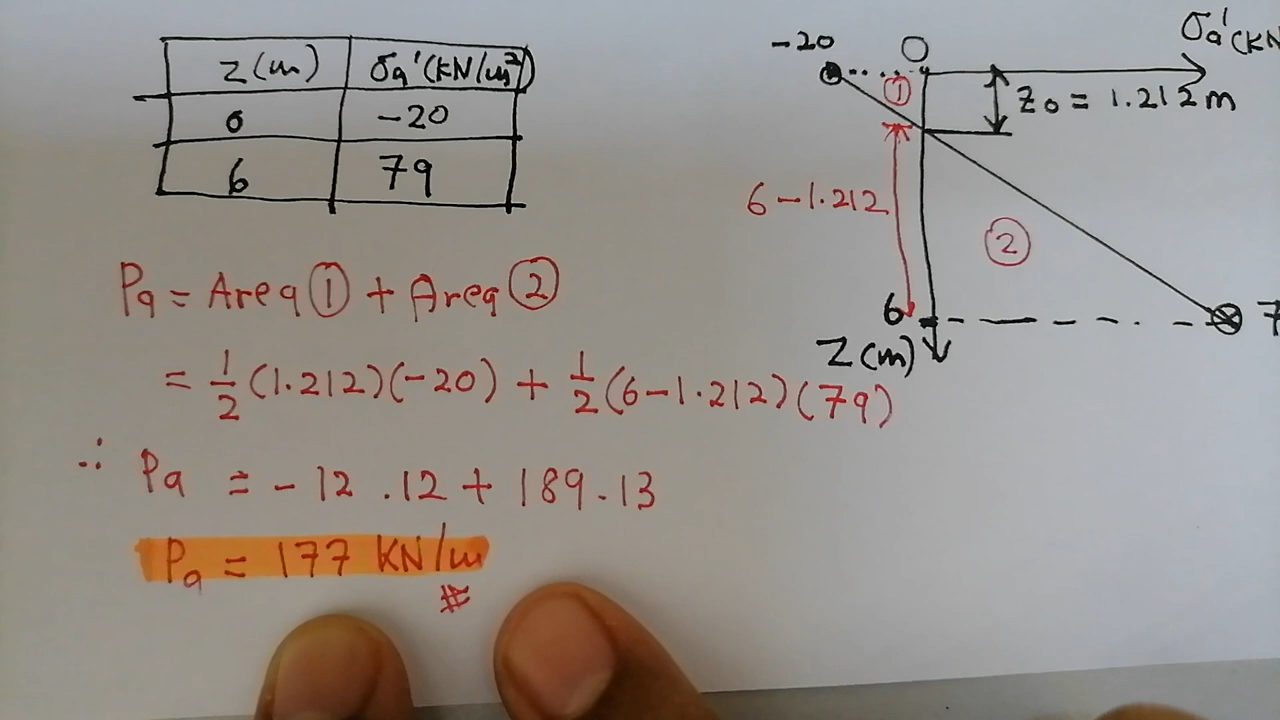 Z(m) σa'(KN/m²)
0 -20
6 79
Pa = Area ① + Area ②
= 1/2 (1.212)(-20) + 1/2 (6-1.212)(79)
∴ Pa = -12.12 + 189.13
Pa = 177 KN/m
#
-20 0 σa'(KN
① Z0 = 1.212m
6-1.212
②
6 7
Z(m)